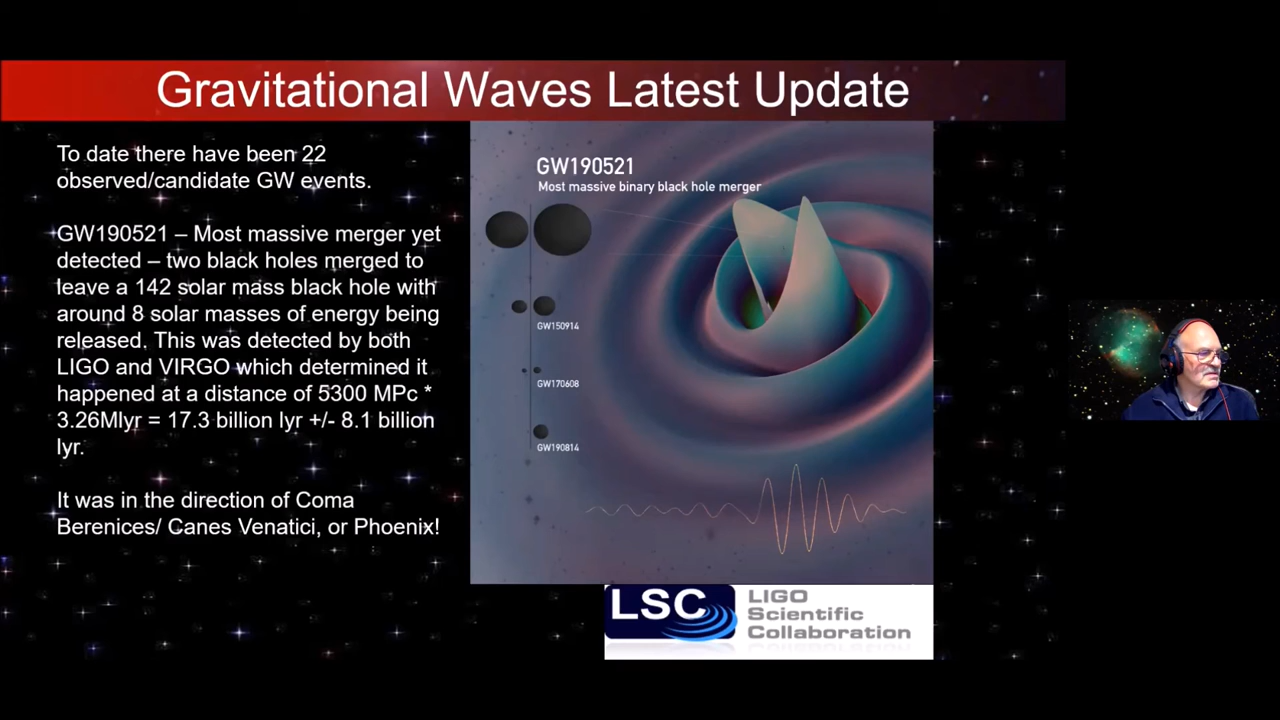 Gravitational Waves Latest Update
To date there have been 22
observed/candidate GW events.
GW190521 – Most massive merger yet
detected – two black holes merged to
leave a 142 solar mass black hole with
around 8 solar masses of energy being
released. This was detected by both
LIGO and VIRGO which determined it
happened at a distance of 5300 MPc *
3.26Mlyr = 17.3 billion lyr +/- 8.1 billion
lyr.
It was in the direction of Coma
Berenices/ Canes Venatici, or Phoenix!
GW190521
Most massive binary black hole merger
GW150914
GW170608
GW190814
LSC
LIGO
Scientific
Collaboration